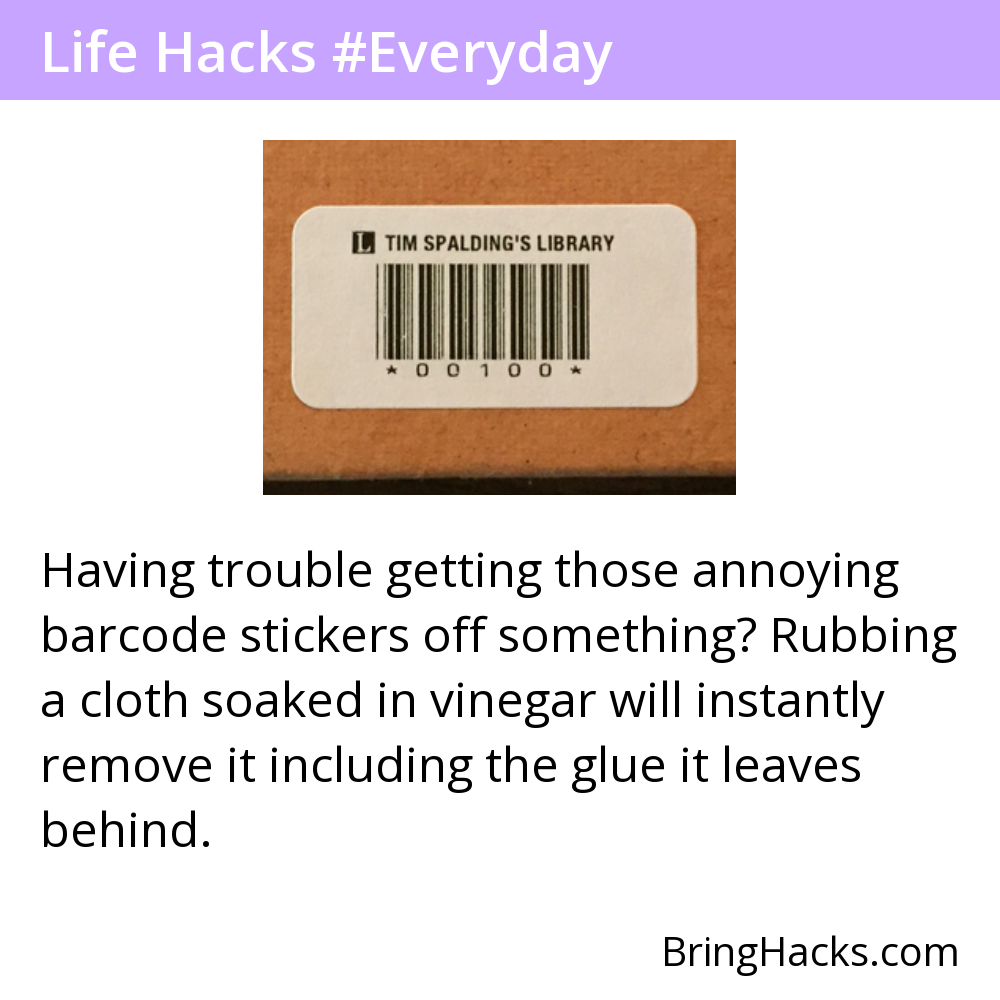 Life Hacks #Everyday
L TIM SPALDING'S LIBRARY
* 0 0 1 0 0 *
Having trouble getting those annoying
barcode stickers off something? Rubbing
a cloth soaked in vinegar will instantly
remove it including the glue it leaves
behind.
BringHacks.com